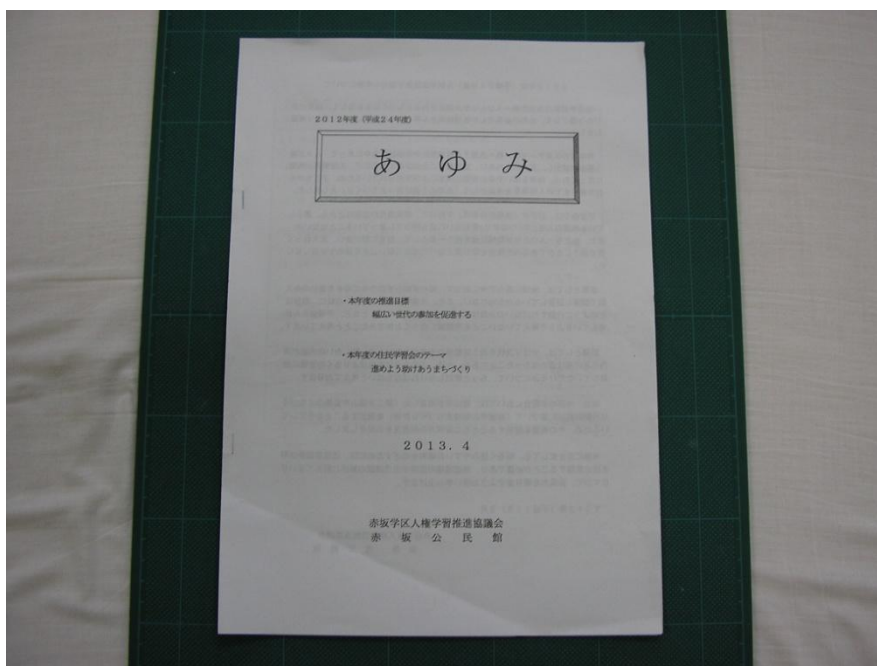 2012年度（平成24年度）
あゆみ
・本年度の推進目標
幅広い世代の参加を促進する
・本年度の住民学習会のテーマ
進めよう助けあうまちづくり
2013．4
赤坂学区人権学習推進協議会
赤坂公民館